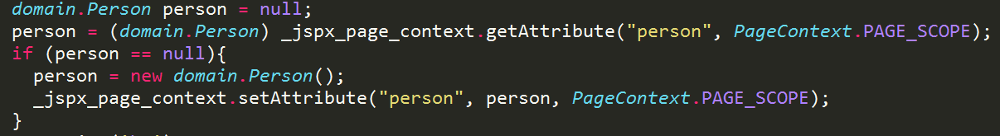 domain.Person person = null;
person = (domain.Person) _jspx_page_context.getAttribute("person", PageContext.PAGE_SCOPE);
if (person == null){
person = new domain.Person();
_jspx_page_context.setAttribute("person", person, PageContext.PAGE_SCOPE);
}